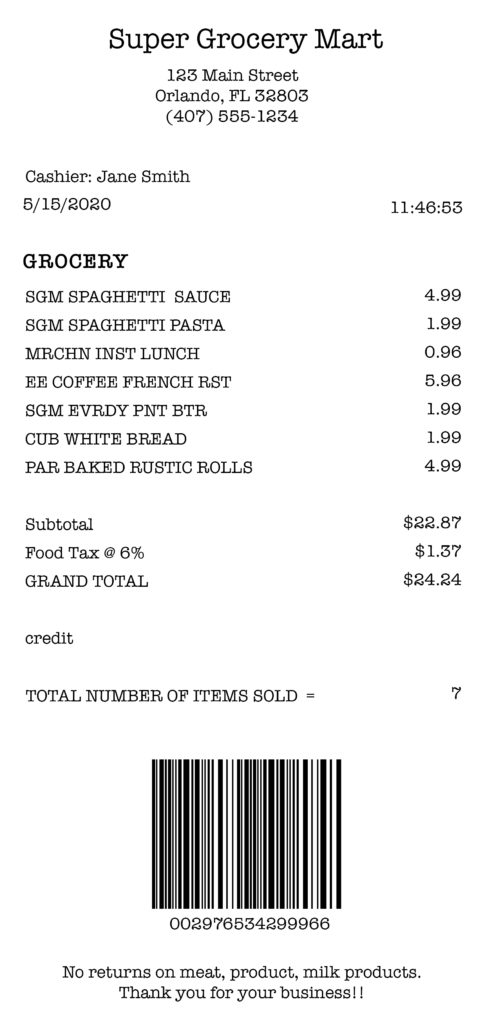 Super Grocery Mart
123 Main Street
Orlando, FL 32803
(407) 555-1234
Cashier: Jane Smith
5/15/2020 11:46:53
GROCERY
SGM SPAGHETTI SAUCE 4.99
SGM SPAGHETTI PASTA 1.99
MRCHN INST LUNCH 0.96
EE COFFEE FRENCH RST 5.96
SGM EVRDY PNT BTR 1.99
CUB WHITE BREAD 1.99
PAR BAKED RUSTIC ROLLS 4.99
Subtotal $22.87
Food Tax @ 6% $1.37
GRAND TOTAL $24.24
credit
TOTAL NUMBER OF ITEMS SOLD = 7
002976534299966
No returns on meat, product, milk products.
Thank you for your business!!